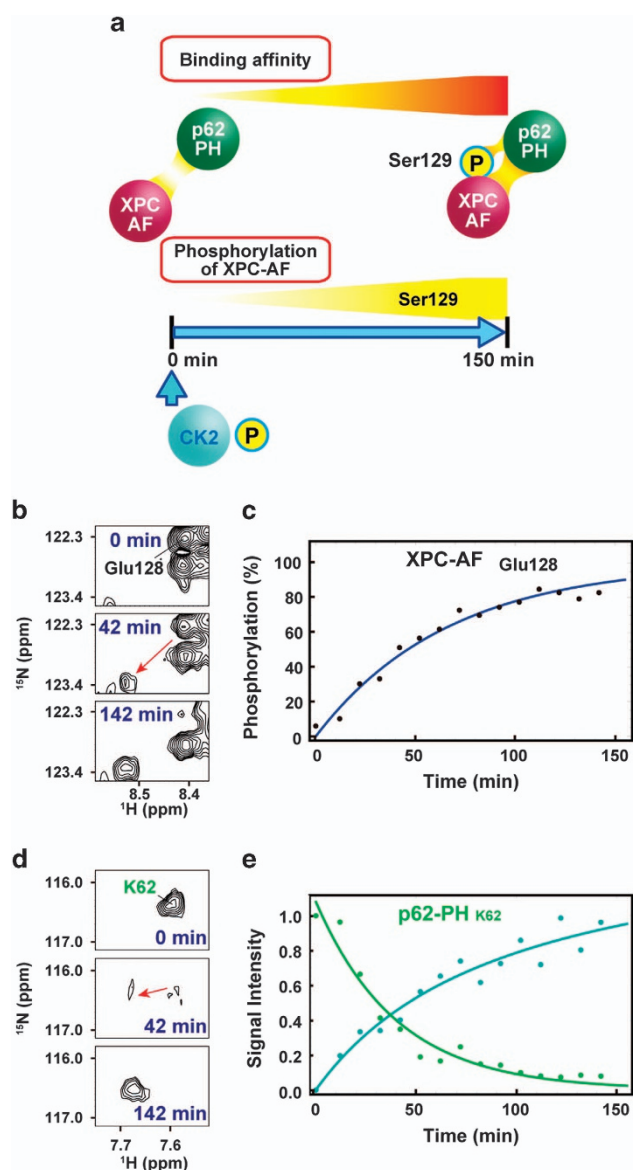 a
Binding affinity
p62
PH
XPC
AF
Ser129
P
p62
PH
XPC
AF
Phosphorylation
of XPC-AF
Ser129
0 min
150 min
CK2
P
b
122.3
0 min
Glu128
123.4
122.3
42 min
123.4
122.3
142 min
123.4
8.5 8.4
¹H (ppm)
¹⁵N (ppm)
c
XPC-AF Glu128
100
80
60
40
20
0
Phosphorylation (%)
0 50 100 150
Time (min)
d
116.0
K62
117.0
0 min
116.0
117.0
42 min
116.0
117.0
142 min
7.7 7.6
¹H (ppm)
¹⁵N (ppm)
e
p62-PH K62
1.0
0.8
0.6
0.4
0.2
0.0
Signal Intensity
0 50 100 150
Time (min)